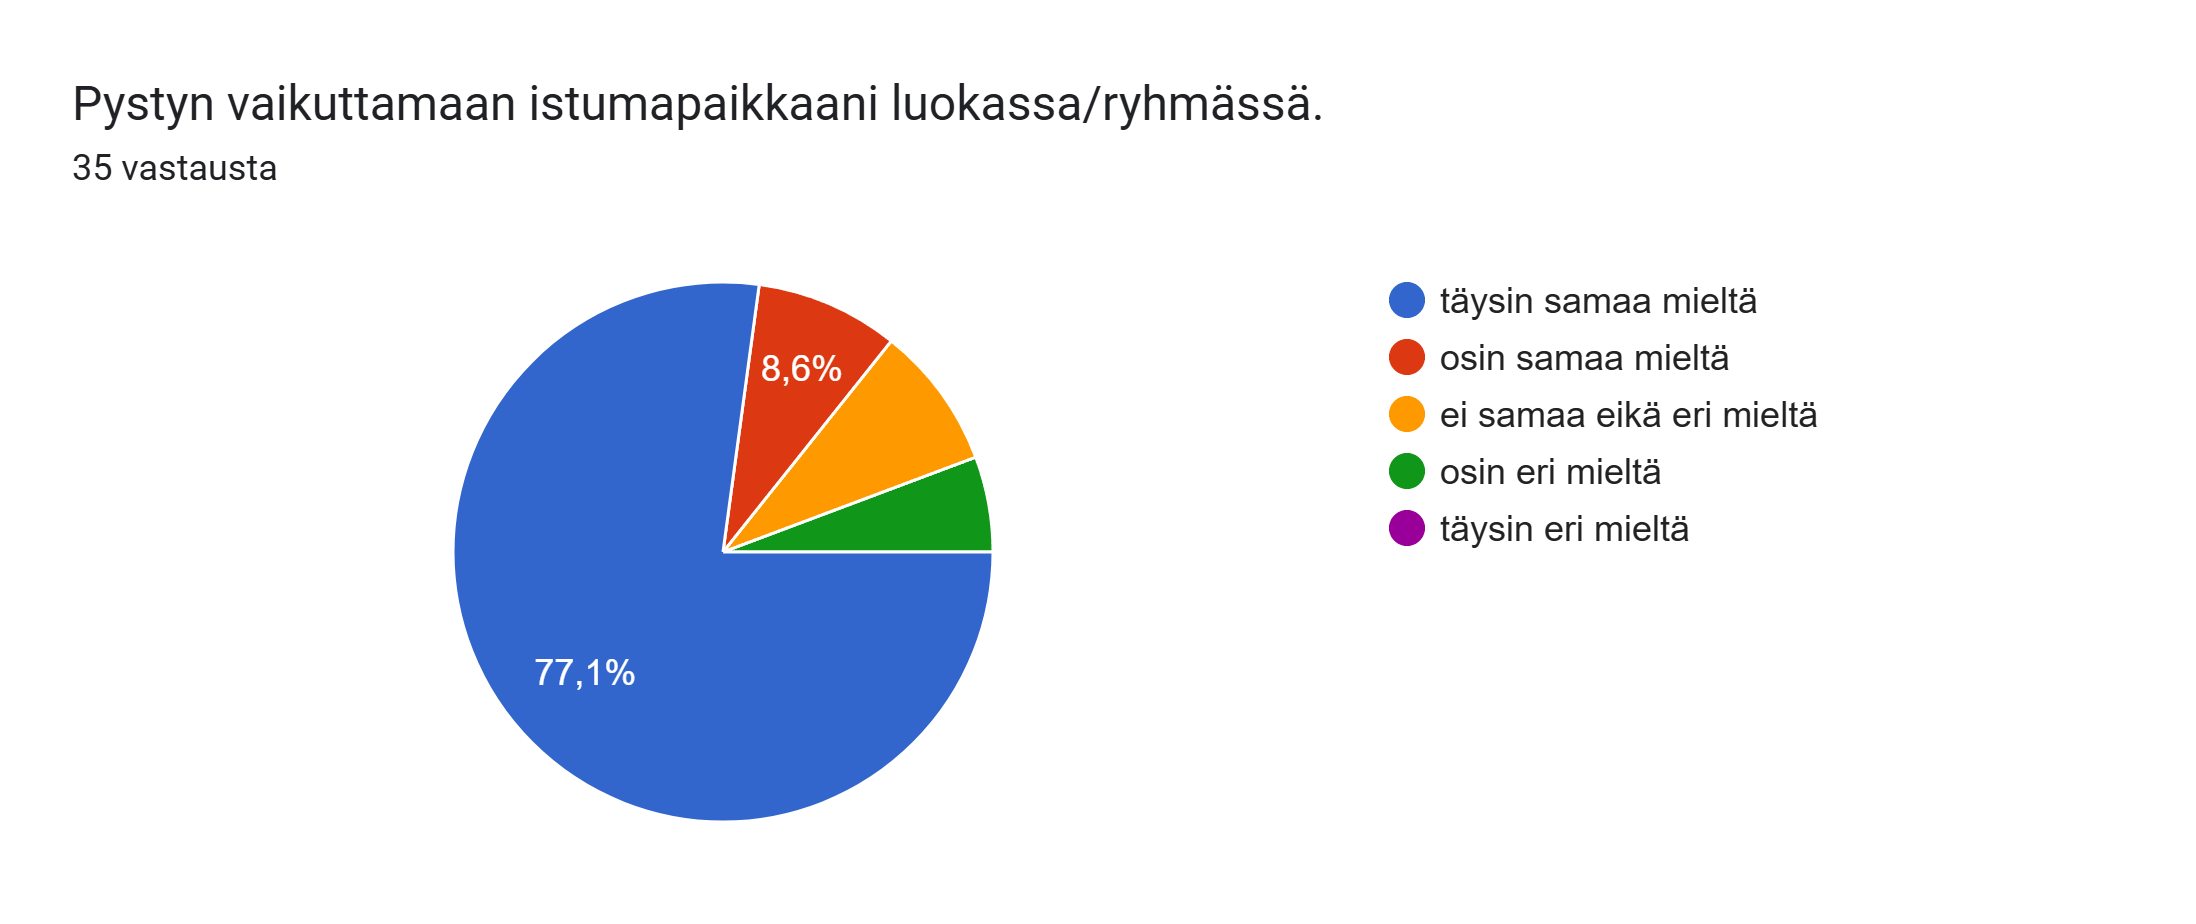 Pystyn vaikuttamaan istumapaikkaani luokassa/ryhmässä.
35 vastausta
8,6%
77,1%
täysin samaa mieltä
osin samaa mieltä
ei samaa eikä eri mieltä
osin eri mieltä
täysin eri mieltä